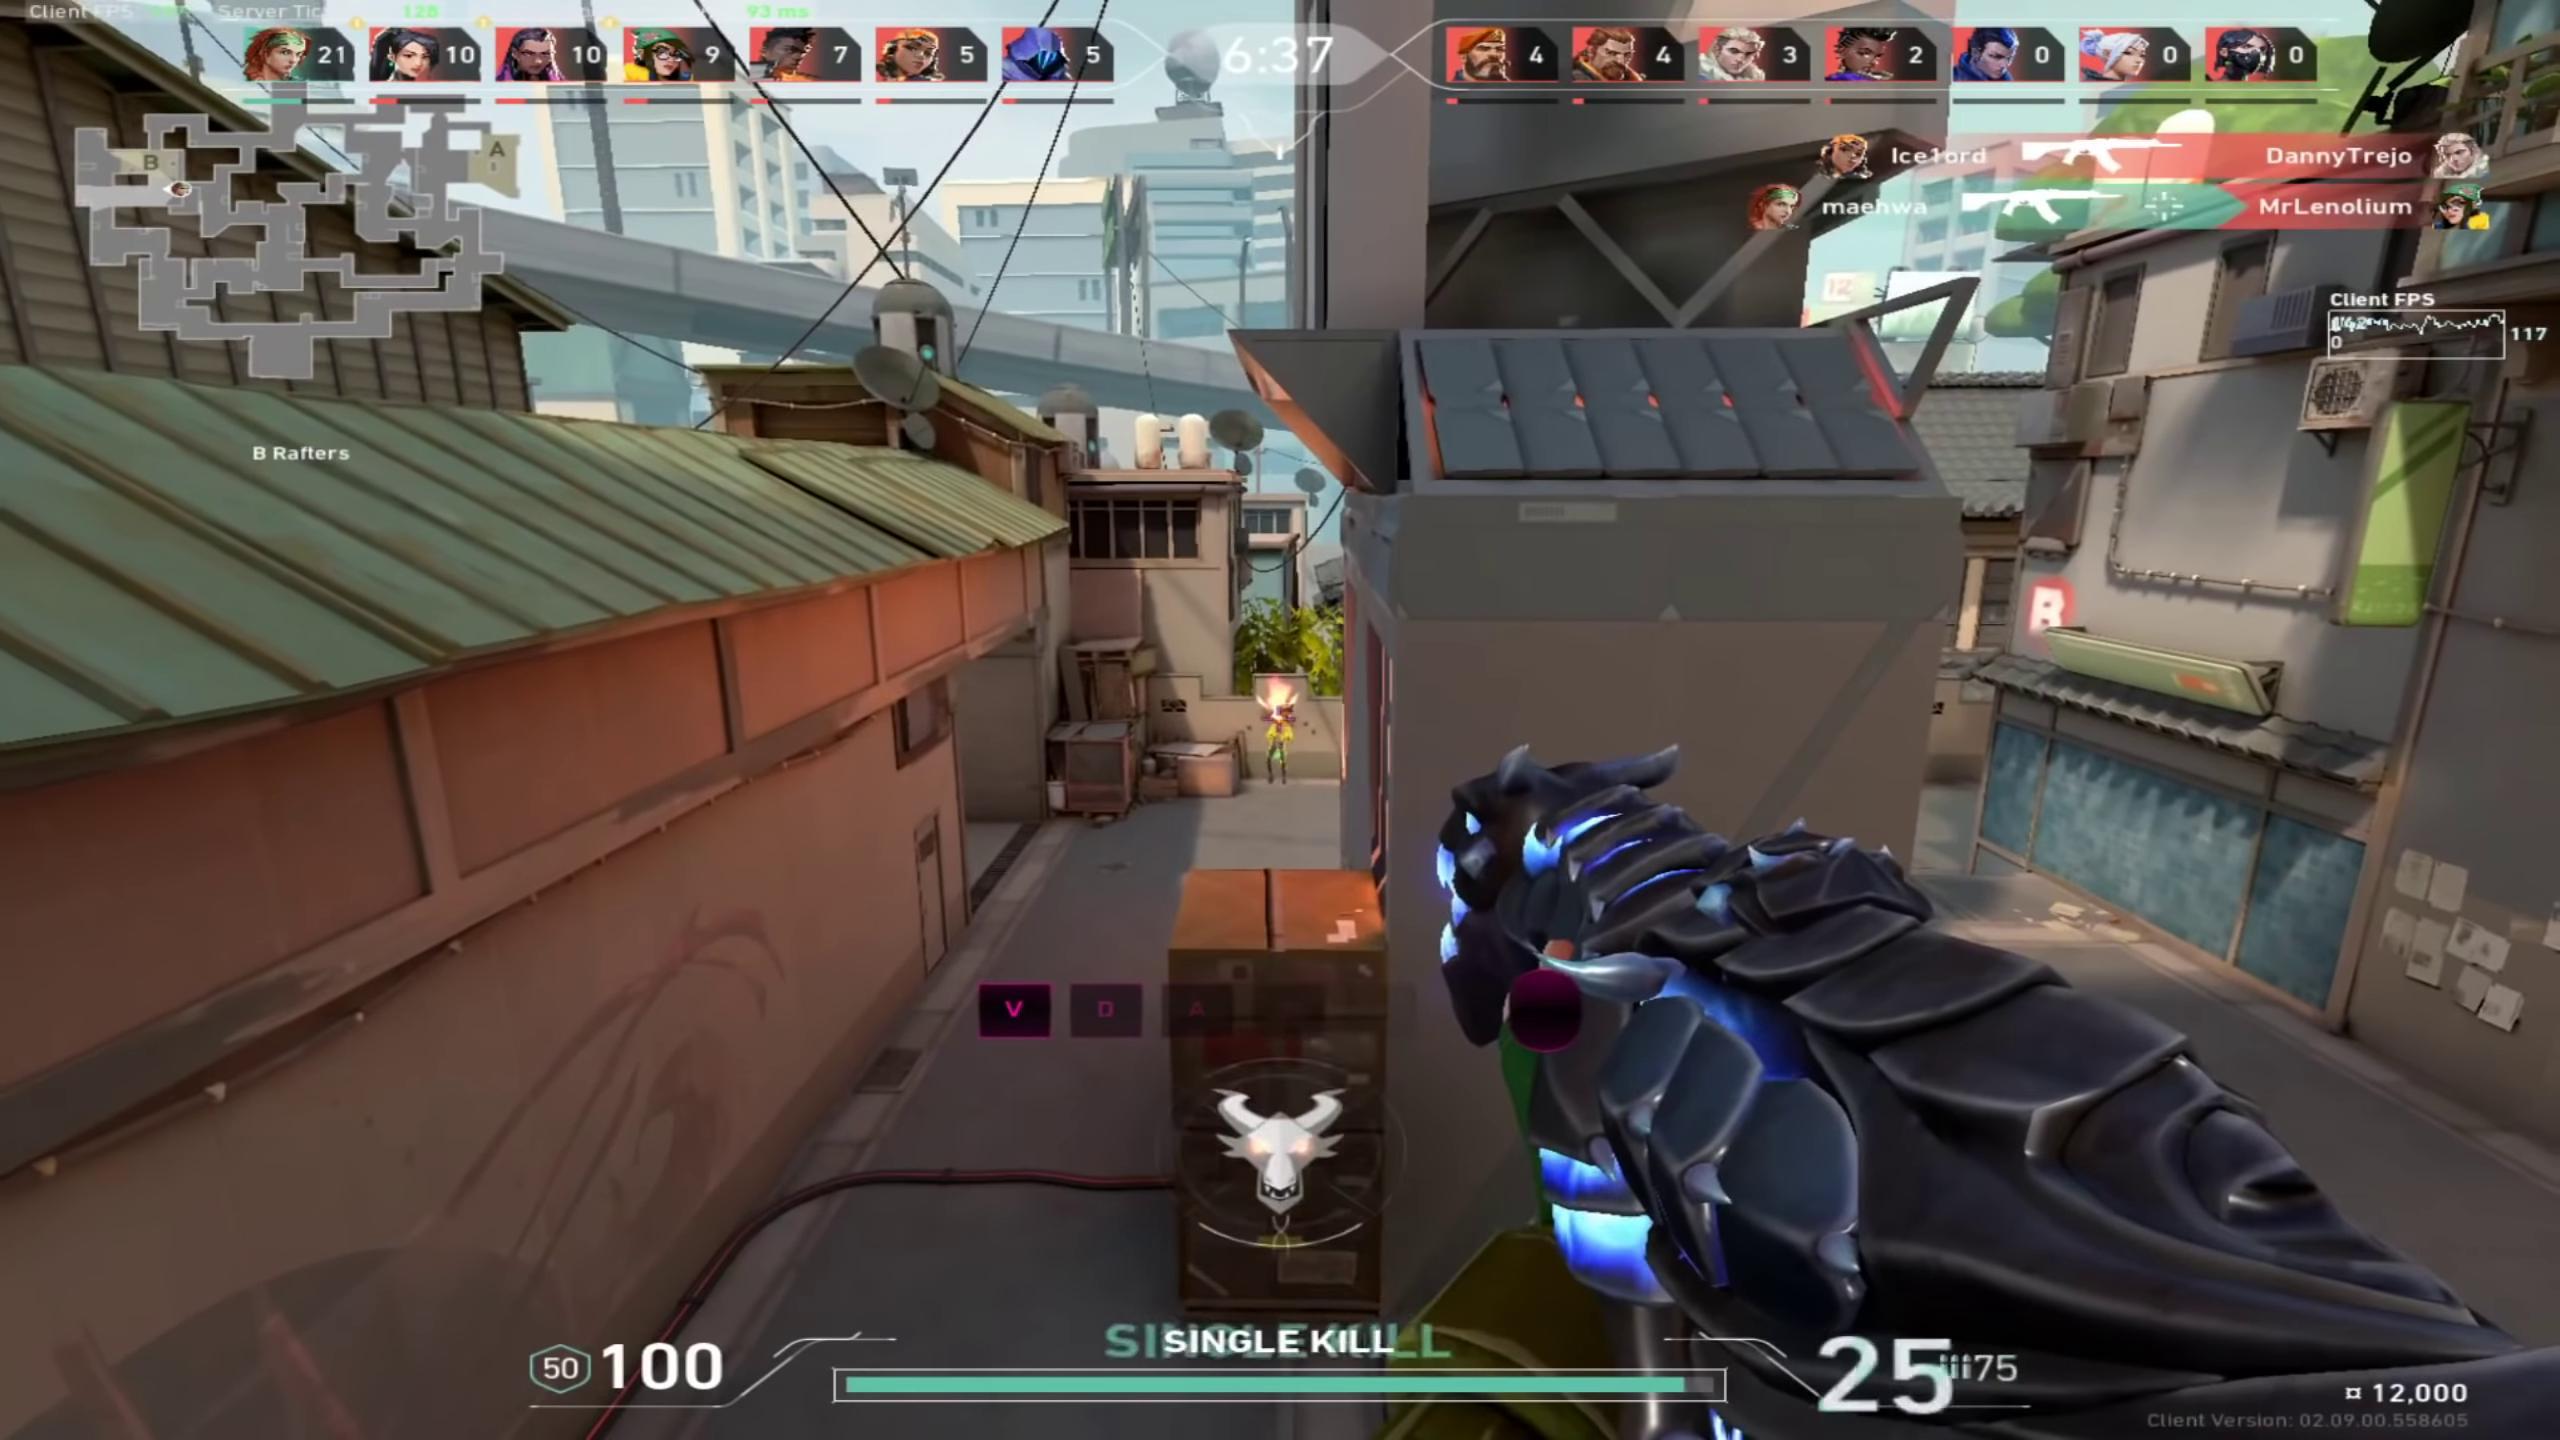 Client FPS Server Tic 128 93 ms
21 10 10 9 7 5 5 6:37 4 4 3 2 0 0 0
B A
Ice1ord DannyTrejo
maehwa MrLenolium
12
Client FPS
117
0
B Rafters
B
V D A
SINGLE KILL
50 100
25 75
¤ 12,000
Client Version: 02.09.00.558605